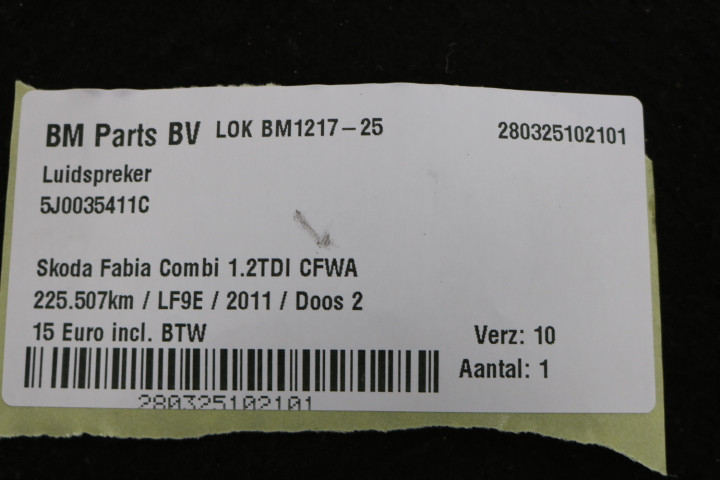 BM Parts BV LOK BM1217-25 280325102101
Luidspreker
5J0035411C
Skoda Fabia Combi 1.2TDI CFWA
225.507km / LF9E / 2011 / Doos 2
15 Euro incl. BTW Verz: 10
Aantal: 1
280325102101